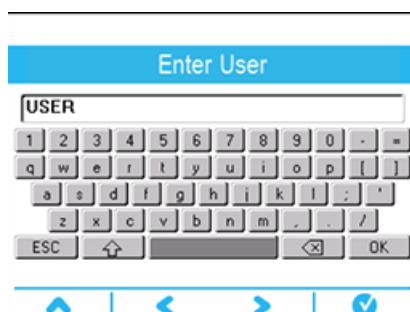 Enter User
USER
1 2 3 4 5 6 7 8 9 0 - =
q w e r t y u i o p [ ]
a s d f g h j k l ; '
z x c v b n m , . /
ESC OK